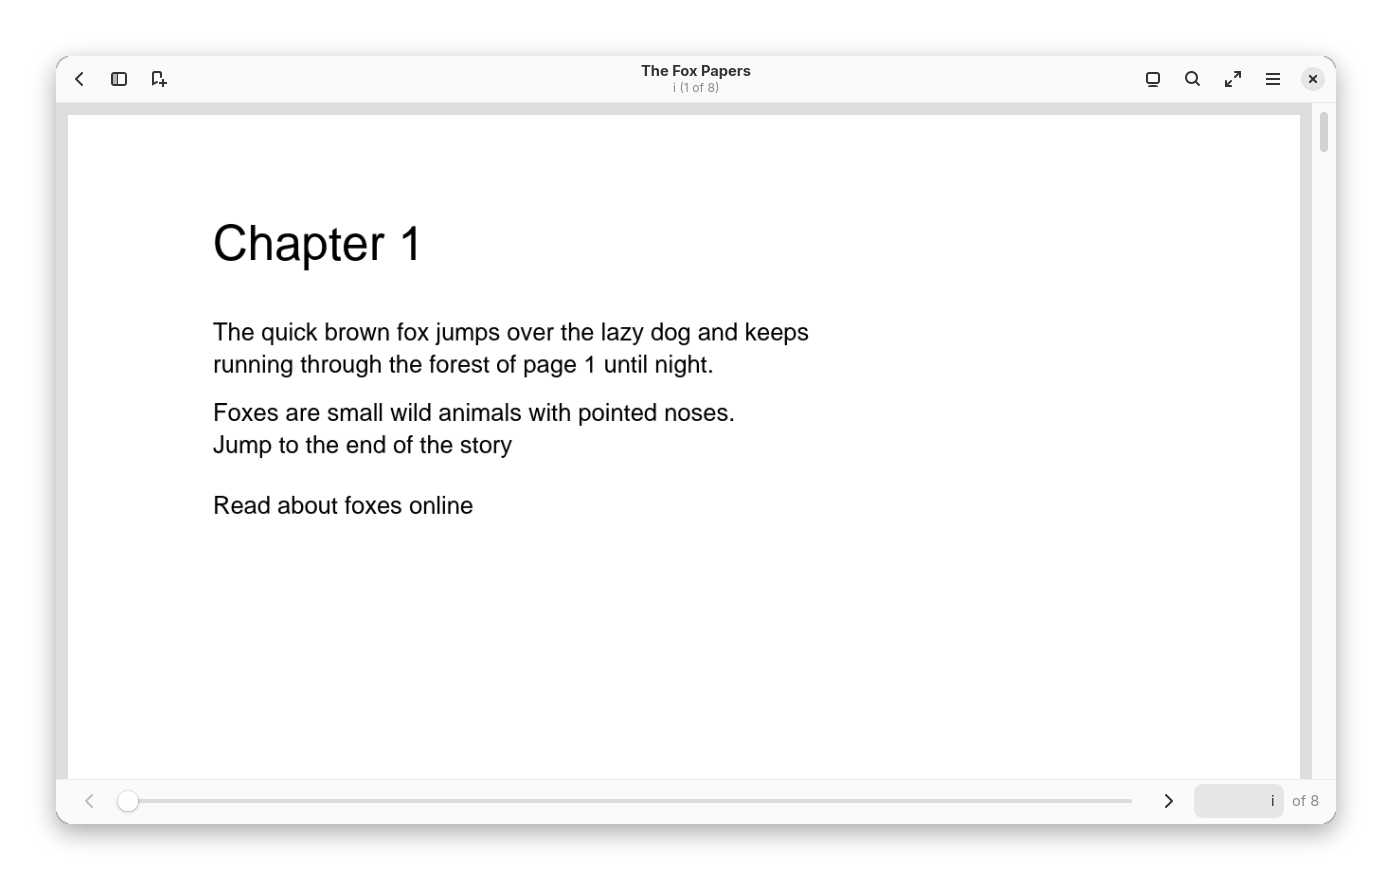 The Fox Papers
i (1 of 8)
Chapter 1
The quick brown fox jumps over the lazy dog and keeps
running through the forest of page 1 until night.
Foxes are small wild animals with pointed noses.
Jump to the end of the story
Read about foxes online
i of 8